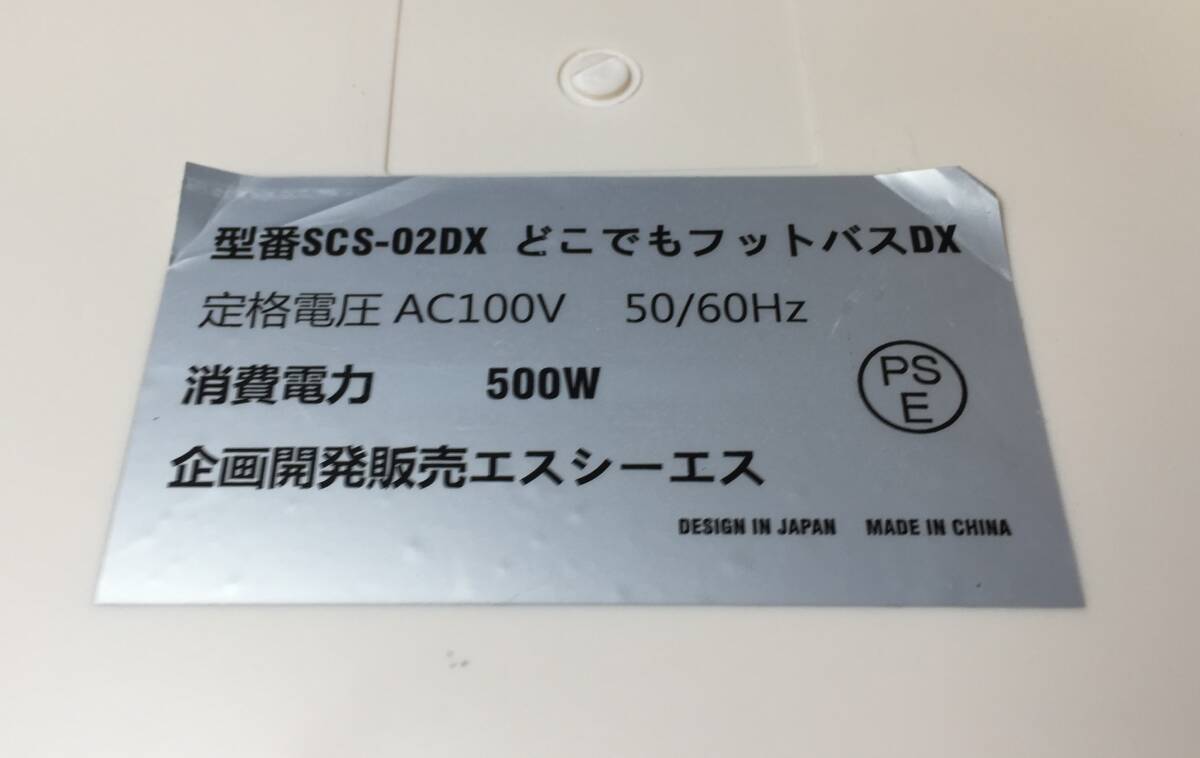 型番SCS-02DX どこでもフットバスDX
定格電圧 AC100V 50/60Hz
消費電力 500W
PS
E
企画開発販売エスシーエス
DESIGN IN JAPAN MADE IN CHINA